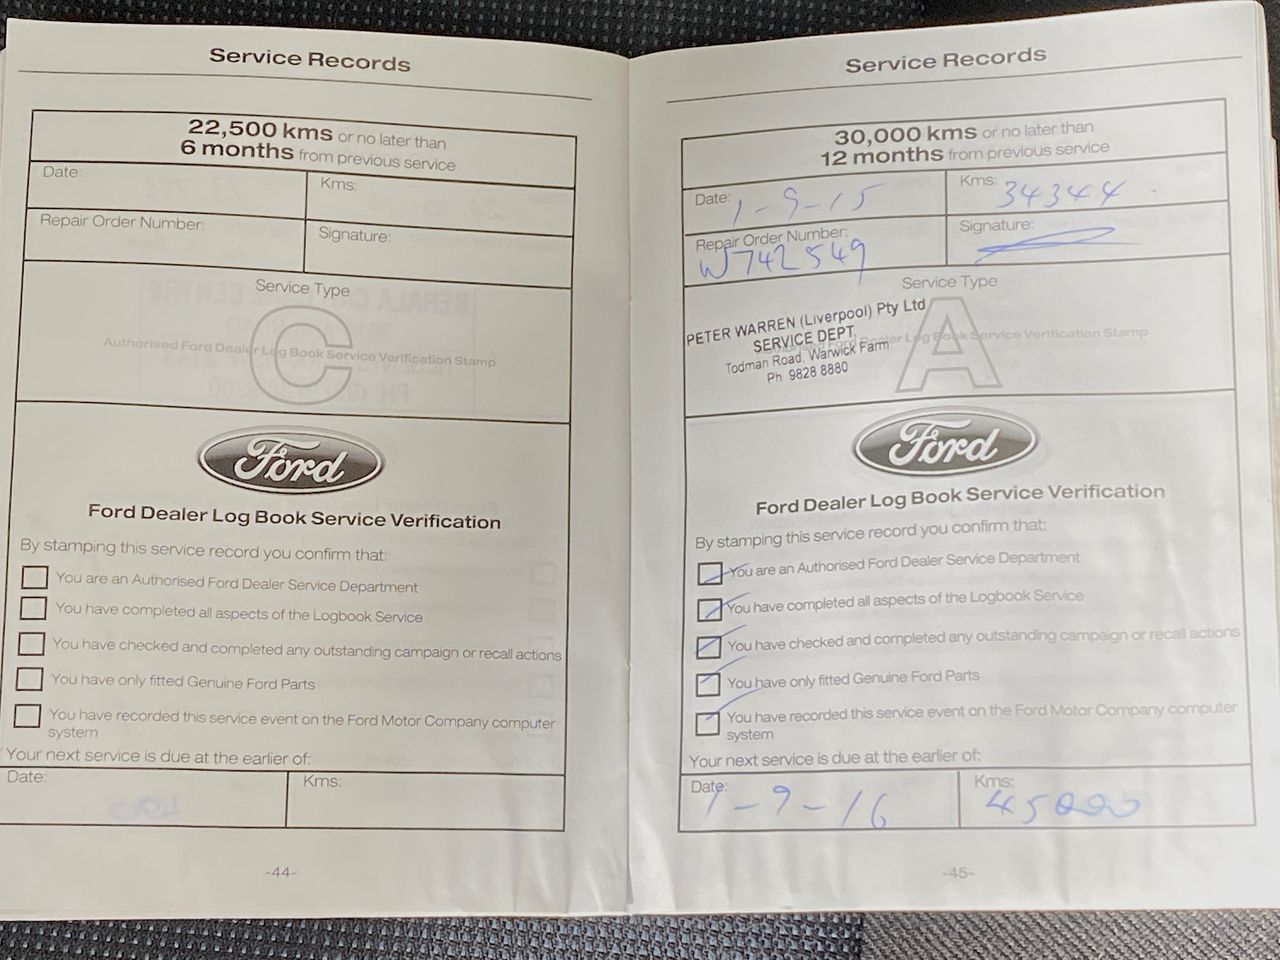 Service Records
22,500 kms or no later than
6 months from previous service
Date:
Kms:
Repair Order Number:
Signature:
Service Type
C
Authorised Ford Dealer Log Book Service Verification Stamp
Ford
Ford Dealer Log Book Service Verification
By stamping this service record you confirm that:
You are an Authorised Ford Dealer Service Department
You have completed all aspects of the Logbook Service
You have checked and completed any outstanding campaign or recall actions
You have only fitted Genuine Ford Parts
You have recorded this service event on the Ford Motor Company computer
system
Your next service is due at the earlier of:
Date:
Kms:
-44-
Service Records
30,000 kms or no later than
12 months from previous service
Date: 1-9-15
Kms: 34344
Repair Order Number:
W742549
Signature:
Service Type
A
PETER WARREN (Liverpool) Pty Ltd
SERVICE DEPT.
Todman Road, Warwick Farm
Ph 9828 8880
Dealer Log Book Service Verification Stamp
Ford
Ford Dealer Log Book Service Verification
By stamping this service record you confirm that:
You are an Authorised Ford Dealer Service Department
You have completed all aspects of the Logbook Service
You have checked and completed any outstanding campaign or recall actions
You have only fitted Genuine Ford Parts
You have recorded this service event on the Ford Motor Company computer
system
Your next service is due at the earlier of:
Date: 1-9-16
Kms: 45000
-45-